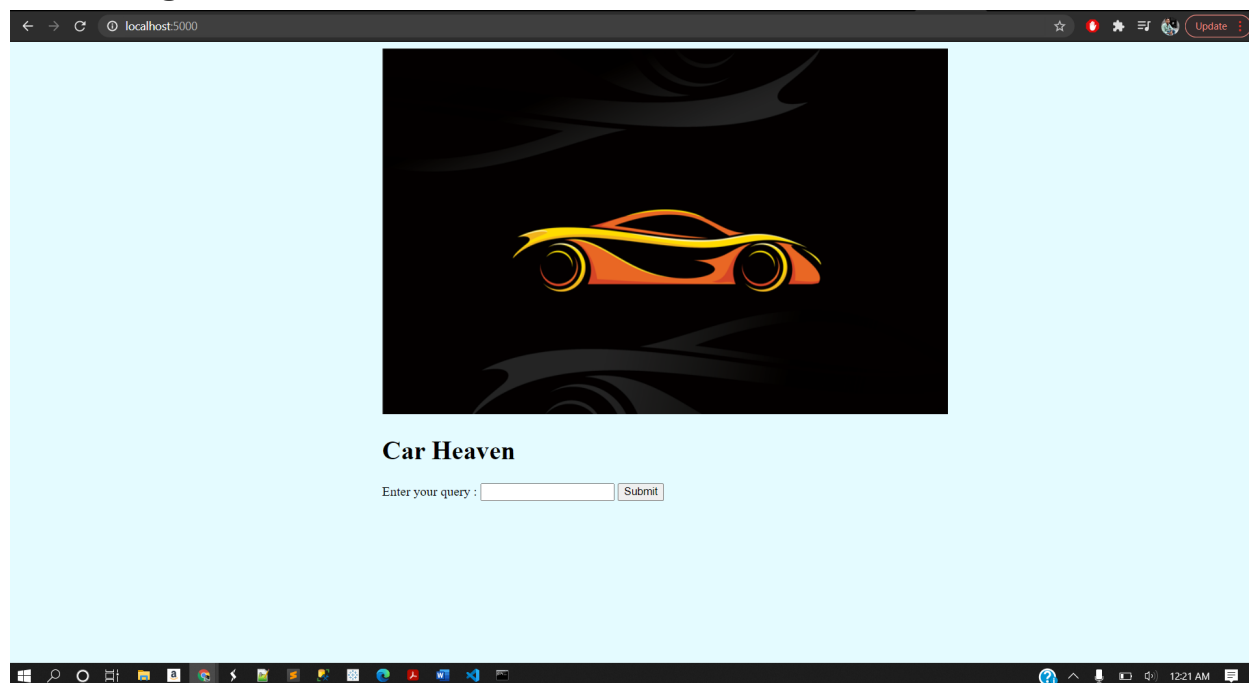 localhost:5000
Update
Car Heaven
Enter your query :
Submit
a
W
12:21 AM